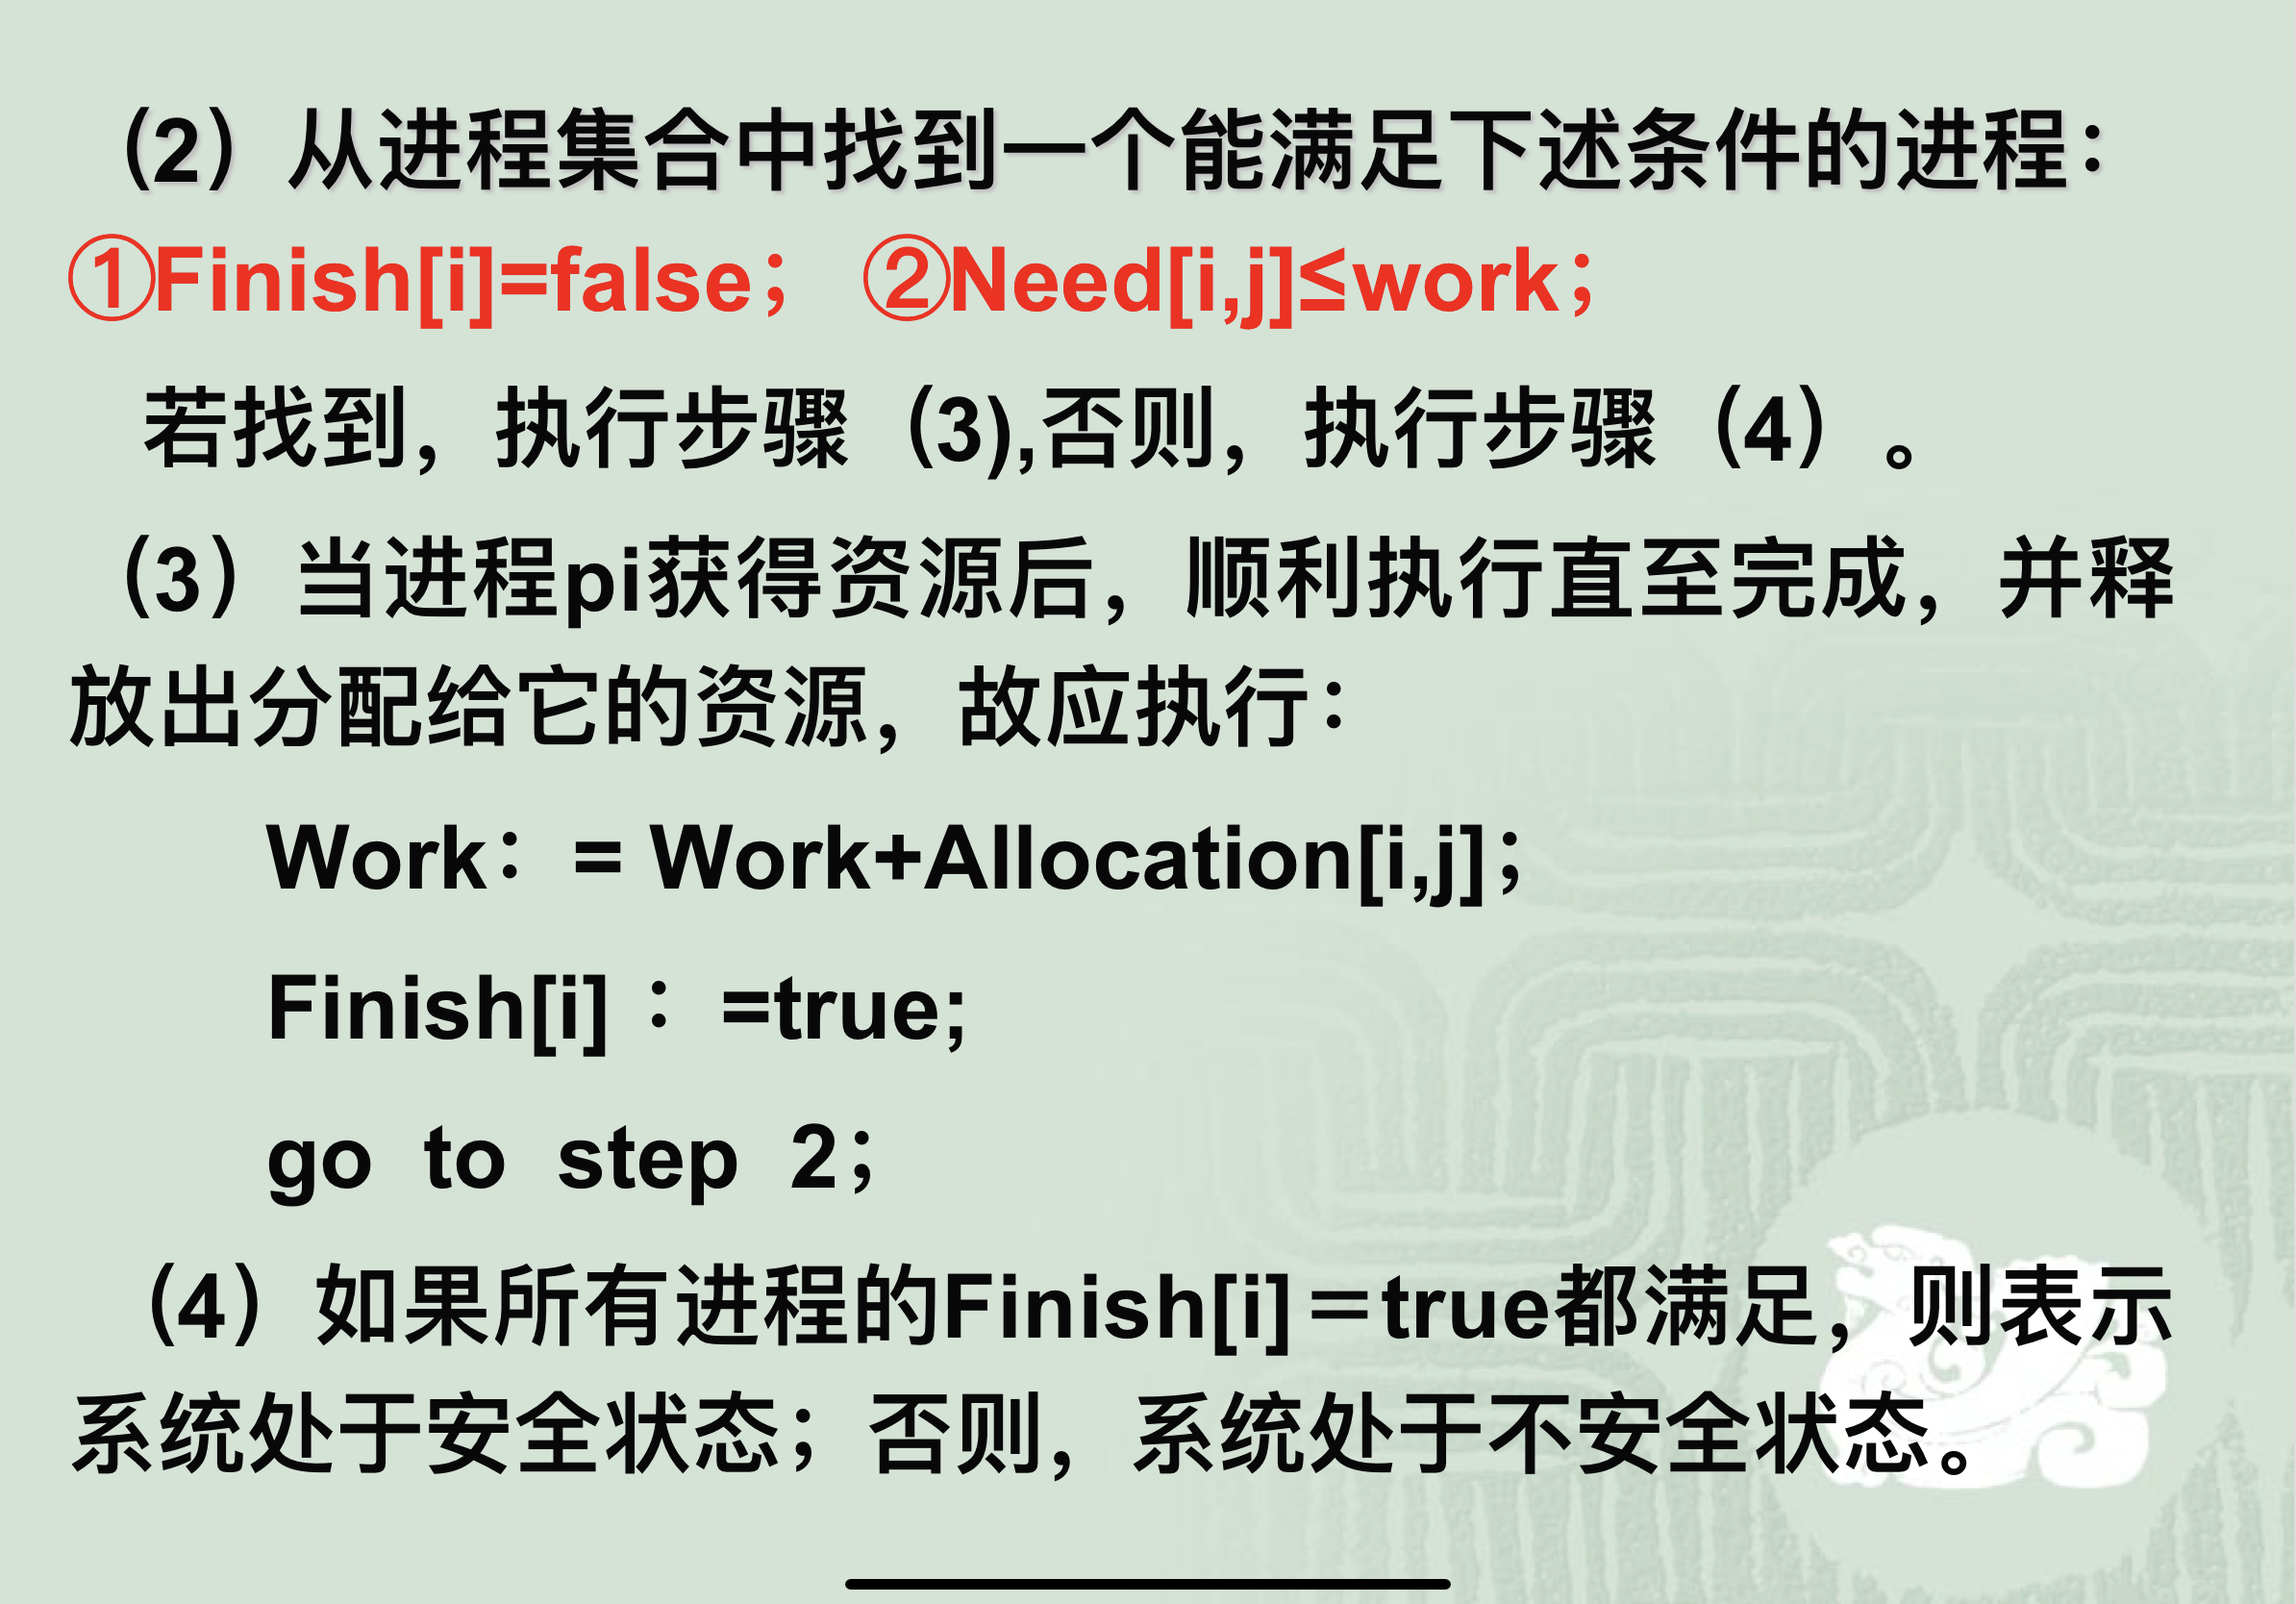 （2）从进程集合中找到一个能满足下述条件的进程：
①Finish[i]=false； ②Need[i,j]≤work；
若找到，执行步骤（3),否则，执行步骤（4）。
（3）当进程pi获得资源后，顺利执行直至完成，并释
放出分配给它的资源，故应执行：
Work：= Work+Allocation[i,j]；
Finish[i] ：=true;
go to step 2；
（4）如果所有进程的Finish[i]＝true都满足，则表示
系统处于安全状态；否则，系统处于不安全状态。